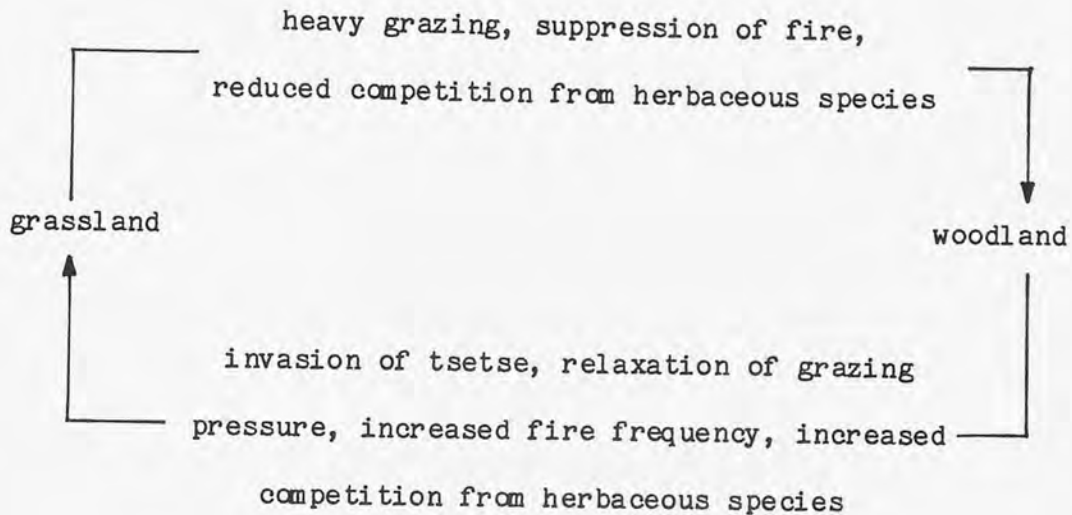 heavy grazing, suppression of fire,
reduced competition from herbaceous species
grassland
woodland
invasion of tsetse, relaxation of grazing
pressure, increased fire frequency, increased
competition from herbaceous species